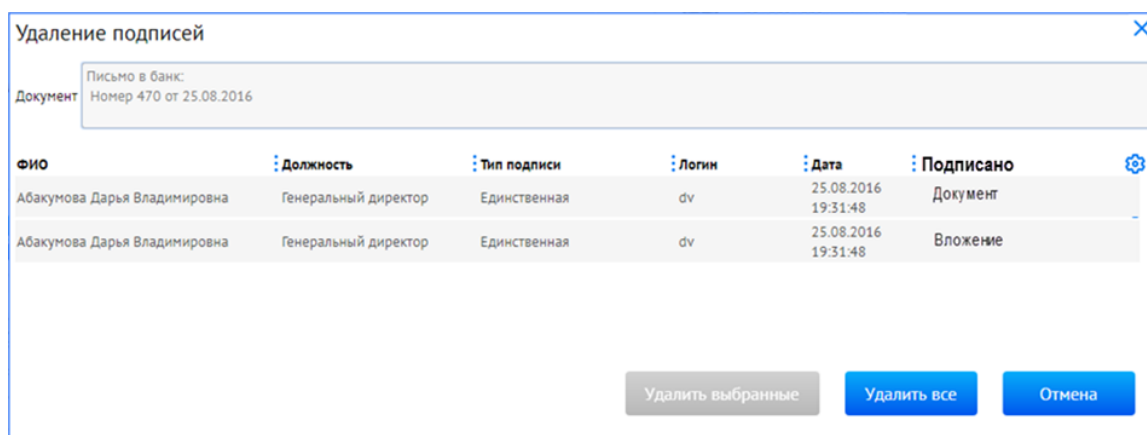 Удаление подписей
Документ
Письмо в банк:
Номер 470 от 25.08.2016
ФИО Должность Тип подписи Логин Дата Подписано
Абакумова Дарья Владимировна Генеральный директор Единственная dv 25.08.2016 19:31:48 Документ
Абакумова Дарья Владимировна Генеральный директор Единственная dv 25.08.2016 19:31:48 Вложение
Удалить выбранные Удалить все Отмена